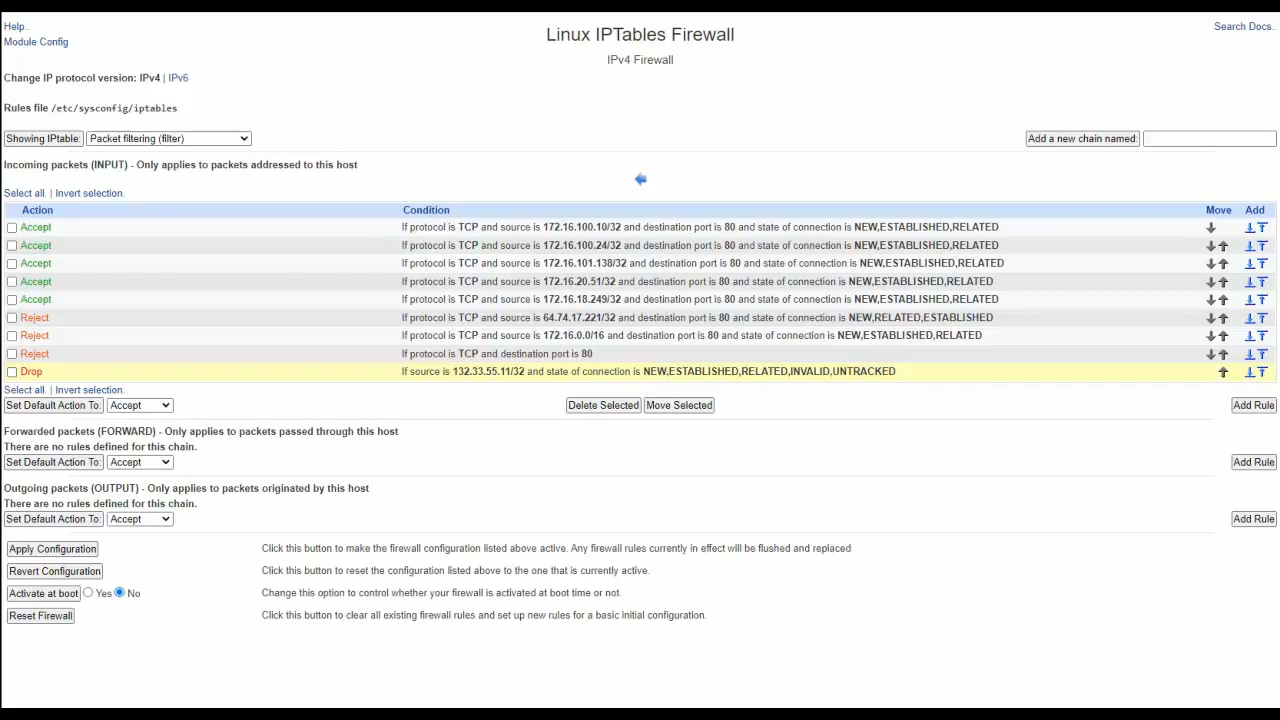 Help..
Search Docs..
Module Config
Linux IPTables Firewall
IPv4 Firewall
Change IP protocol version: IPv4 | IPv6
Rules file /etc/sysconfig/iptables
Showing IPtable: Packet filtering (filter) Add a new chain named:
Incoming packets (INPUT) - Only applies to packets addressed to this host
Select all. | Invert selection.
Action Condition Move Add
Accept If protocol is TCP and source is 172.16.100.10/32 and destination port is 80 and state of connection is NEW,ESTABLISHED,RELATED
Accept If protocol is TCP and source is 172.16.100.24/32 and destination port is 80 and state of connection is NEW,ESTABLISHED,RELATED
Accept If protocol is TCP and source is 172.16.101.138/32 and destination port is 80 and state of connection is NEW,ESTABLISHED,RELATED
Accept If protocol is TCP and source is 172.16.20.51/32 and destination port is 80 and state of connection is NEW,ESTABLISHED,RELATED
Accept If protocol is TCP and source is 172.16.18.249/32 and destination port is 80 and state of connection is NEW,ESTABLISHED,RELATED
Reject If protocol is TCP and source is 64.74.17.221/32 and destination port is 80 and state of connection is NEW,RELATED,ESTABLISHED
Reject If protocol is TCP and source is 172.16.0.0/16 and destination port is 80 and state of connection is NEW,ESTABLISHED,RELATED
Reject If protocol is TCP and destination port is 80
Drop If source is 132.33.55.11/32 and state of connection is NEW,ESTABLISHED,RELATED,INVALID,UNTRACKED
Select all. | Invert selection.
Set Default Action To: Accept Delete Selected Move Selected Add Rule
Forwarded packets (FORWARD) - Only applies to packets passed through this host
There are no rules defined for this chain.
Set Default Action To: Accept Add Rule
Outgoing packets (OUTPUT) - Only applies to packets originated by this host
There are no rules defined for this chain.
Set Default Action To: Accept Add Rule
Apply Configuration Click this button to make the firewall configuration listed above active. Any firewall rules currently in effect will be flushed and replaced
Revert Configuration Click this button to reset the configuration listed above to the one that is currently active.
Activate at boot Yes No Change this option to control whether your firewall is activated at boot time or not.
Reset Firewall Click this button to clear all existing firewall rules and set up new rules for a basic initial configuration.